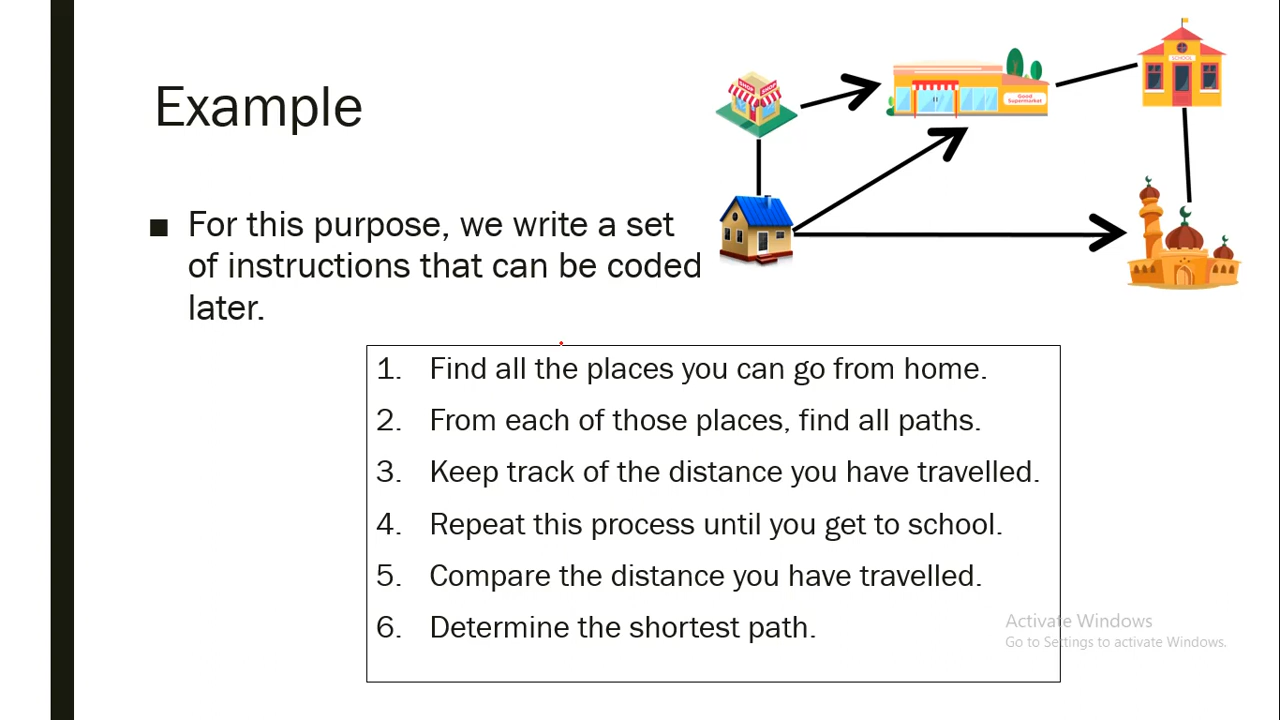 Example
■ For this purpose, we write a set
of instructions that can be coded
later.
SCHOOL
Good
Supermarket
1. Find all the places you can go from home.
2. From each of those places, find all paths.
3. Keep track of the distance you have travelled.
4. Repeat this process until you get to school.
5. Compare the distance you have travelled.
6. Determine the shortest path.
Activate Windows
Go to Settings to activate Windows.